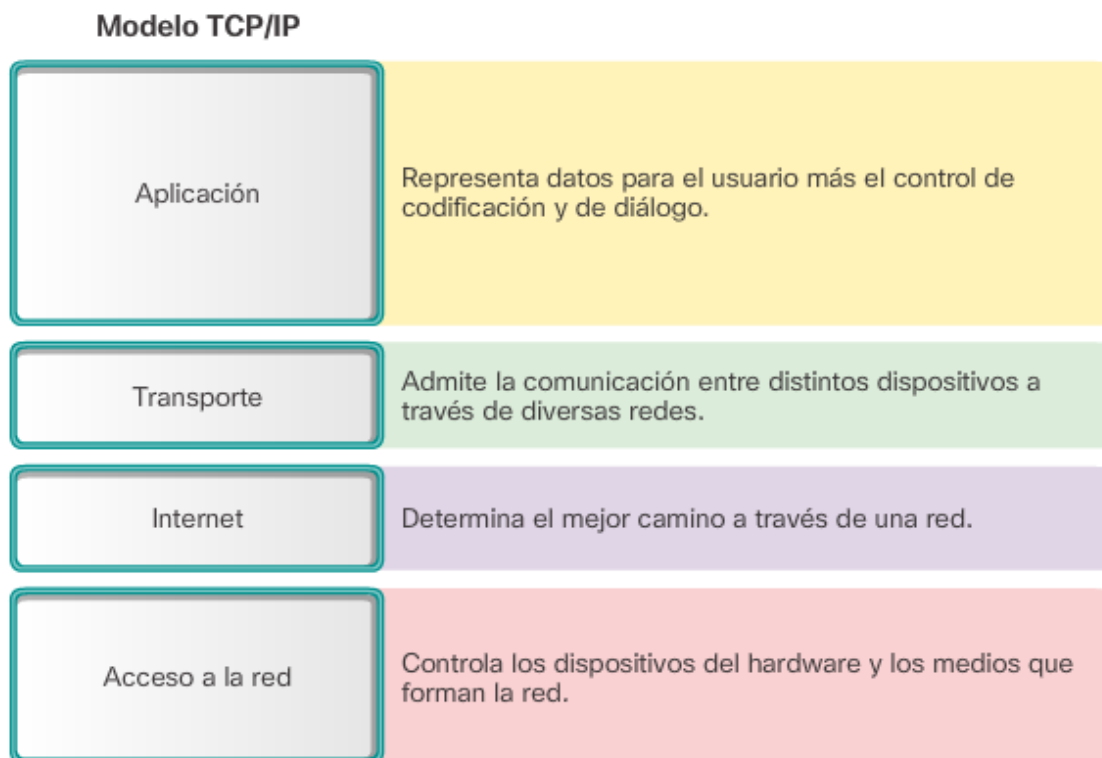 Modelo TCP/IP
Aplicación
Representa datos para el usuario más el control de
codificación y de diálogo.
Transporte
Admite la comunicación entre distintos dispositivos a
través de diversas redes.
Internet
Determina el mejor camino a través de una red.
Acceso a la red
Controla los dispositivos del hardware y los medios que
forman la red.